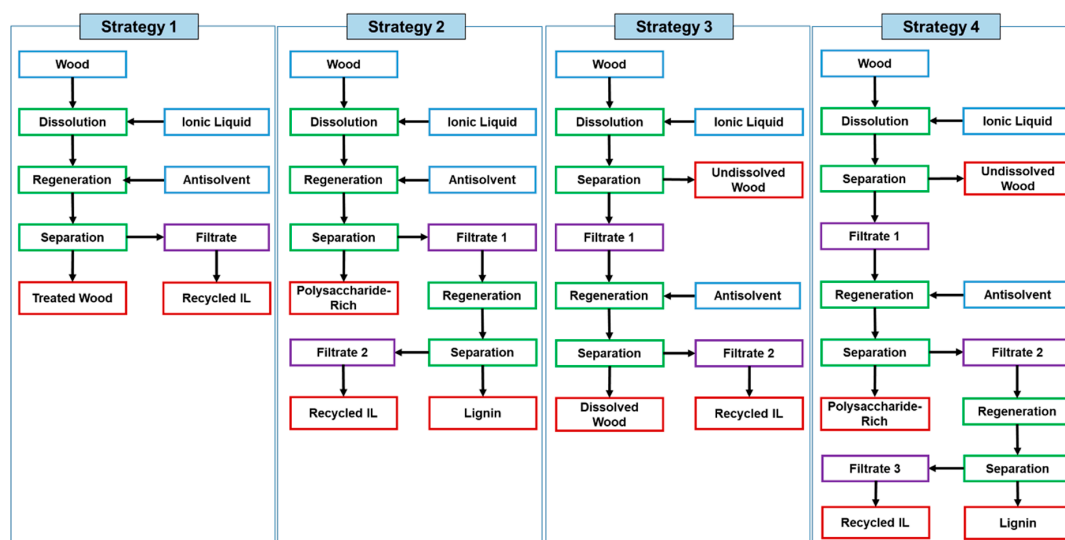 Strategy 1
Wood
Dissolution
Ionic Liquid
Regeneration
Antisolvent
Separation
Filtrate
Treated Wood
Recycled IL
Strategy 2
Wood
Dissolution
Ionic Liquid
Regeneration
Antisolvent
Separation
Filtrate 1
Polysaccharide-
Rich
Regeneration
Filtrate 2
Separation
Recycled IL
Lignin
Strategy 3
Wood
Dissolution
Ionic Liquid
Separation
Undissolved
Wood
Filtrate 1
Regeneration
Antisolvent
Separation
Filtrate 2
Dissolved
Wood
Recycled IL
Strategy 4
Wood
Dissolution
Ionic Liquid
Separation
Undissolved
Wood
Filtrate 1
Regeneration
Antisolvent
Separation
Filtrate 2
Polysaccharide-
Rich
Regeneration
Filtrate 3
Separation
Recycled IL
Lignin